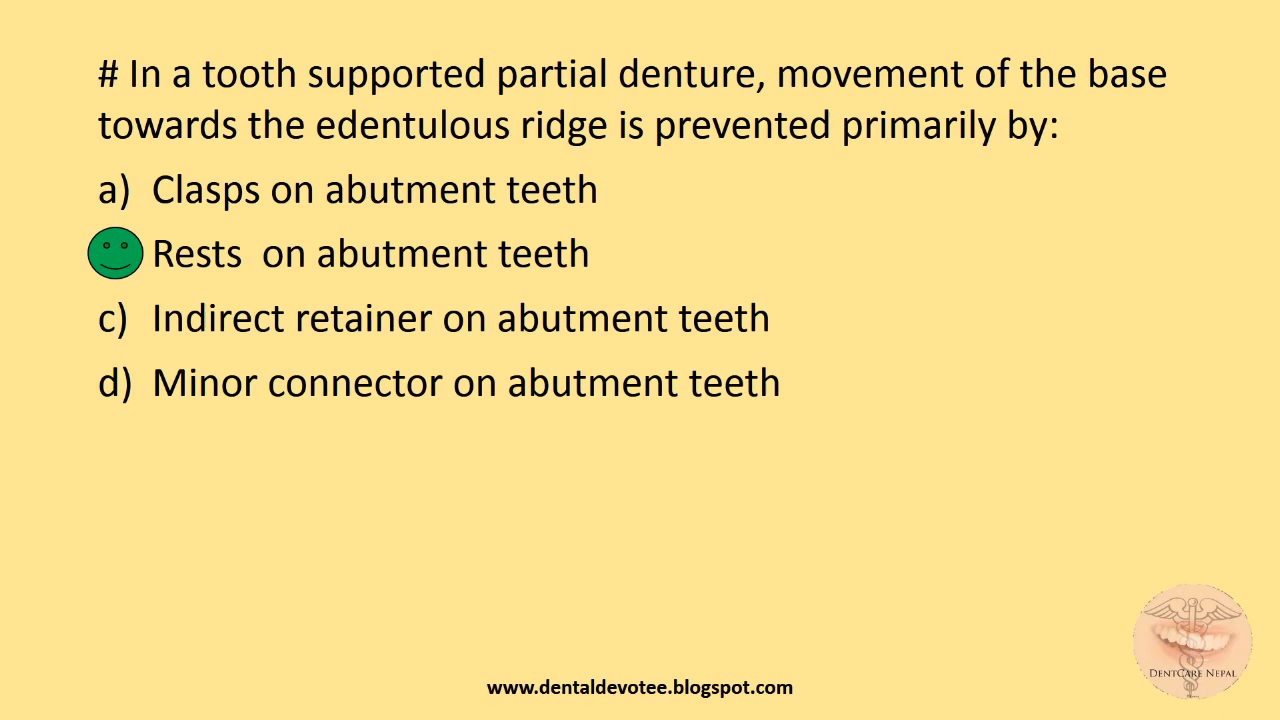 # In a tooth supported partial denture, movement of the base
towards the edentulous ridge is prevented primarily by:
a) Clasps on abutment teeth
Rests on abutment teeth
c) Indirect retainer on abutment teeth
d) Minor connector on abutment teeth
DENTCARE NEPAL
www.dentaldevotee.blogspot.com